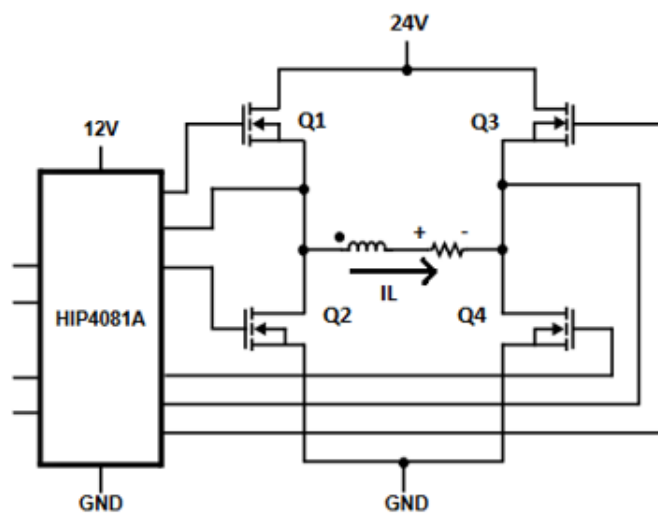 24V
Q1
Q3
12V
+ -
HIP4081A
IL
Q2
Q4
GND
GND